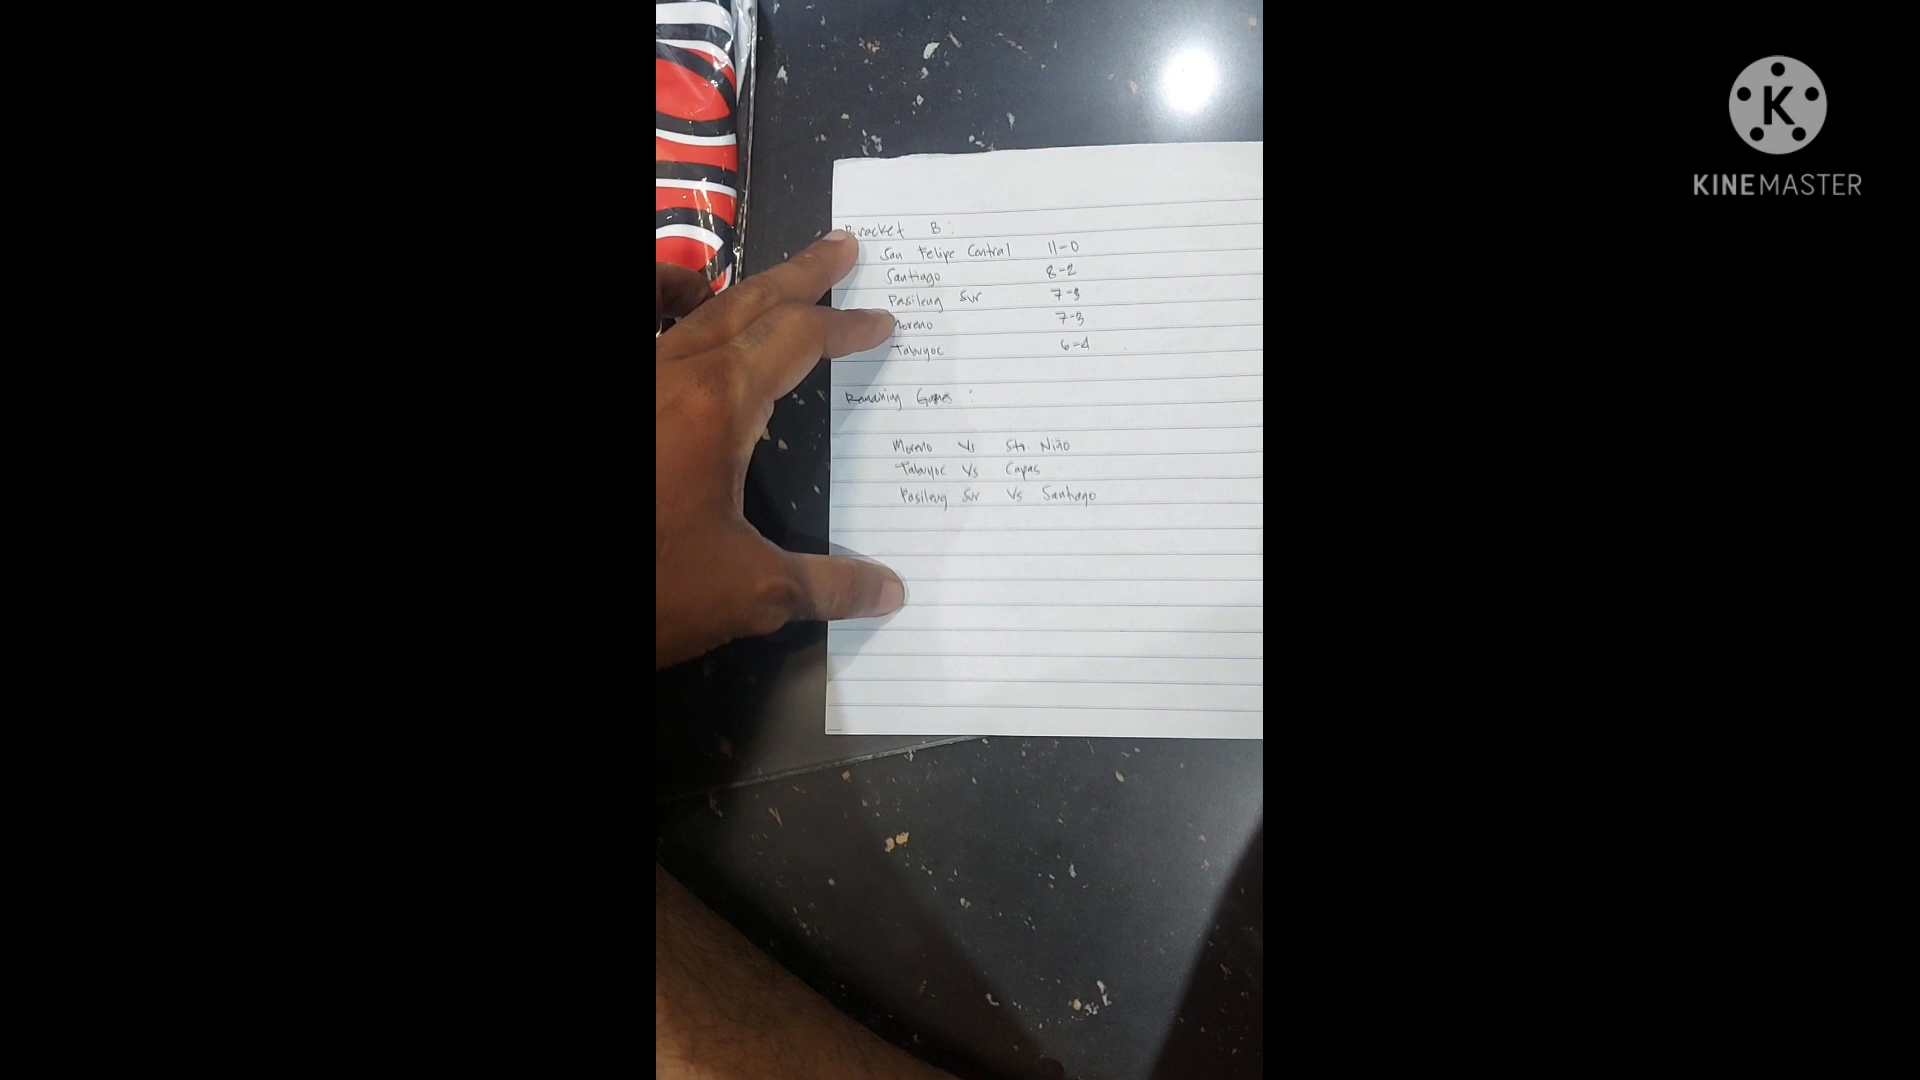 Bracket B:
San Felipe Central 11-0
Santiago 8-2
Pasileng Sur 7-3
Moreno 7-3
Tabuyoc 6-4
Remaining Games :
Moreno Vs Sto. Niño
Tabuyoc Vs Capas
Pasileng Sur Vs Santiago
K
KINEMASTER